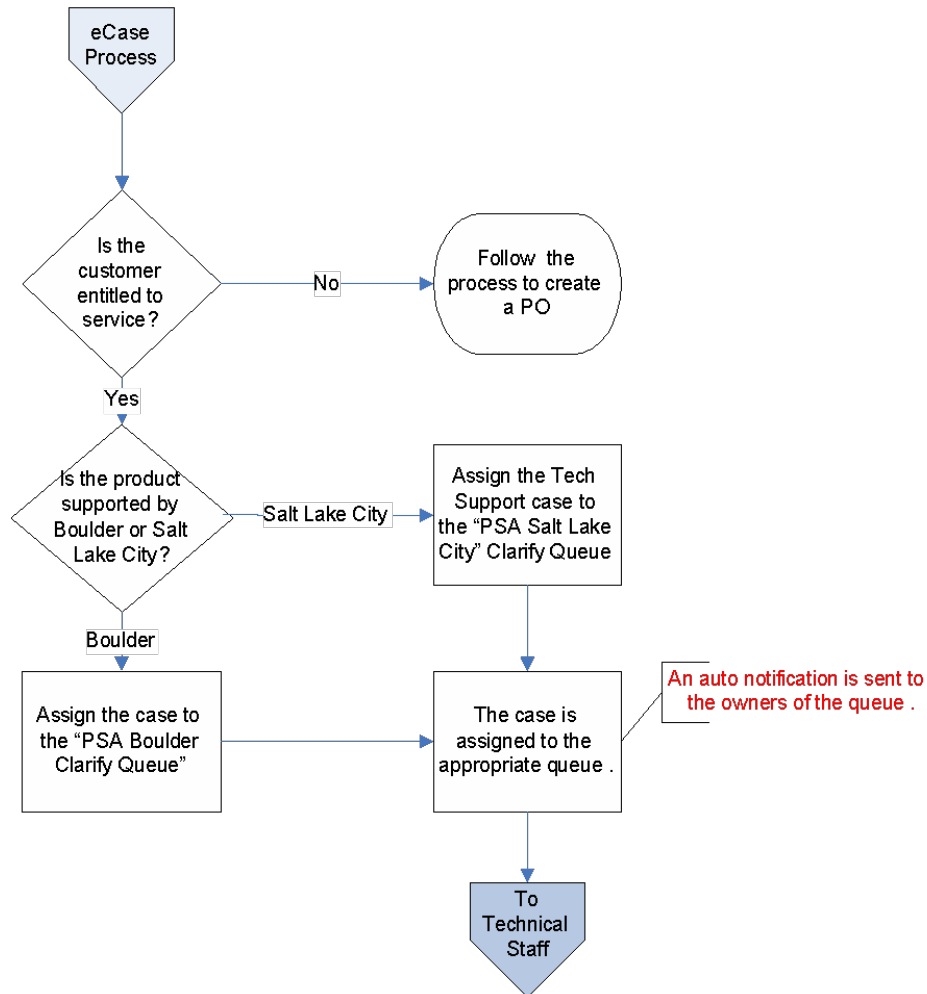 eCase
Process
Is the
customer
entitled to
service?
No
Follow the
process to create
a PO
Yes
Is the product
supported by
Boulder or Salt
Lake City?
Salt Lake City
Assign the Tech
Support case to
the “PSA Salt Lake
City” Clarify Queue
Boulder
Assign the case to
the “PSA Boulder
Clarify Queue”
The case is
assigned to the
appropriate queue .
An auto notification is sent to
the owners of the queue .
To
Technical
Staff